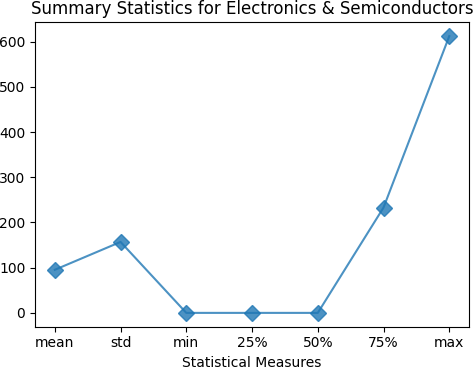 Summary Statistics for Electronics & Semiconductors
600
500
400
300
200
100
0
mean std min 25% 50% 75% max
Statistical Measures